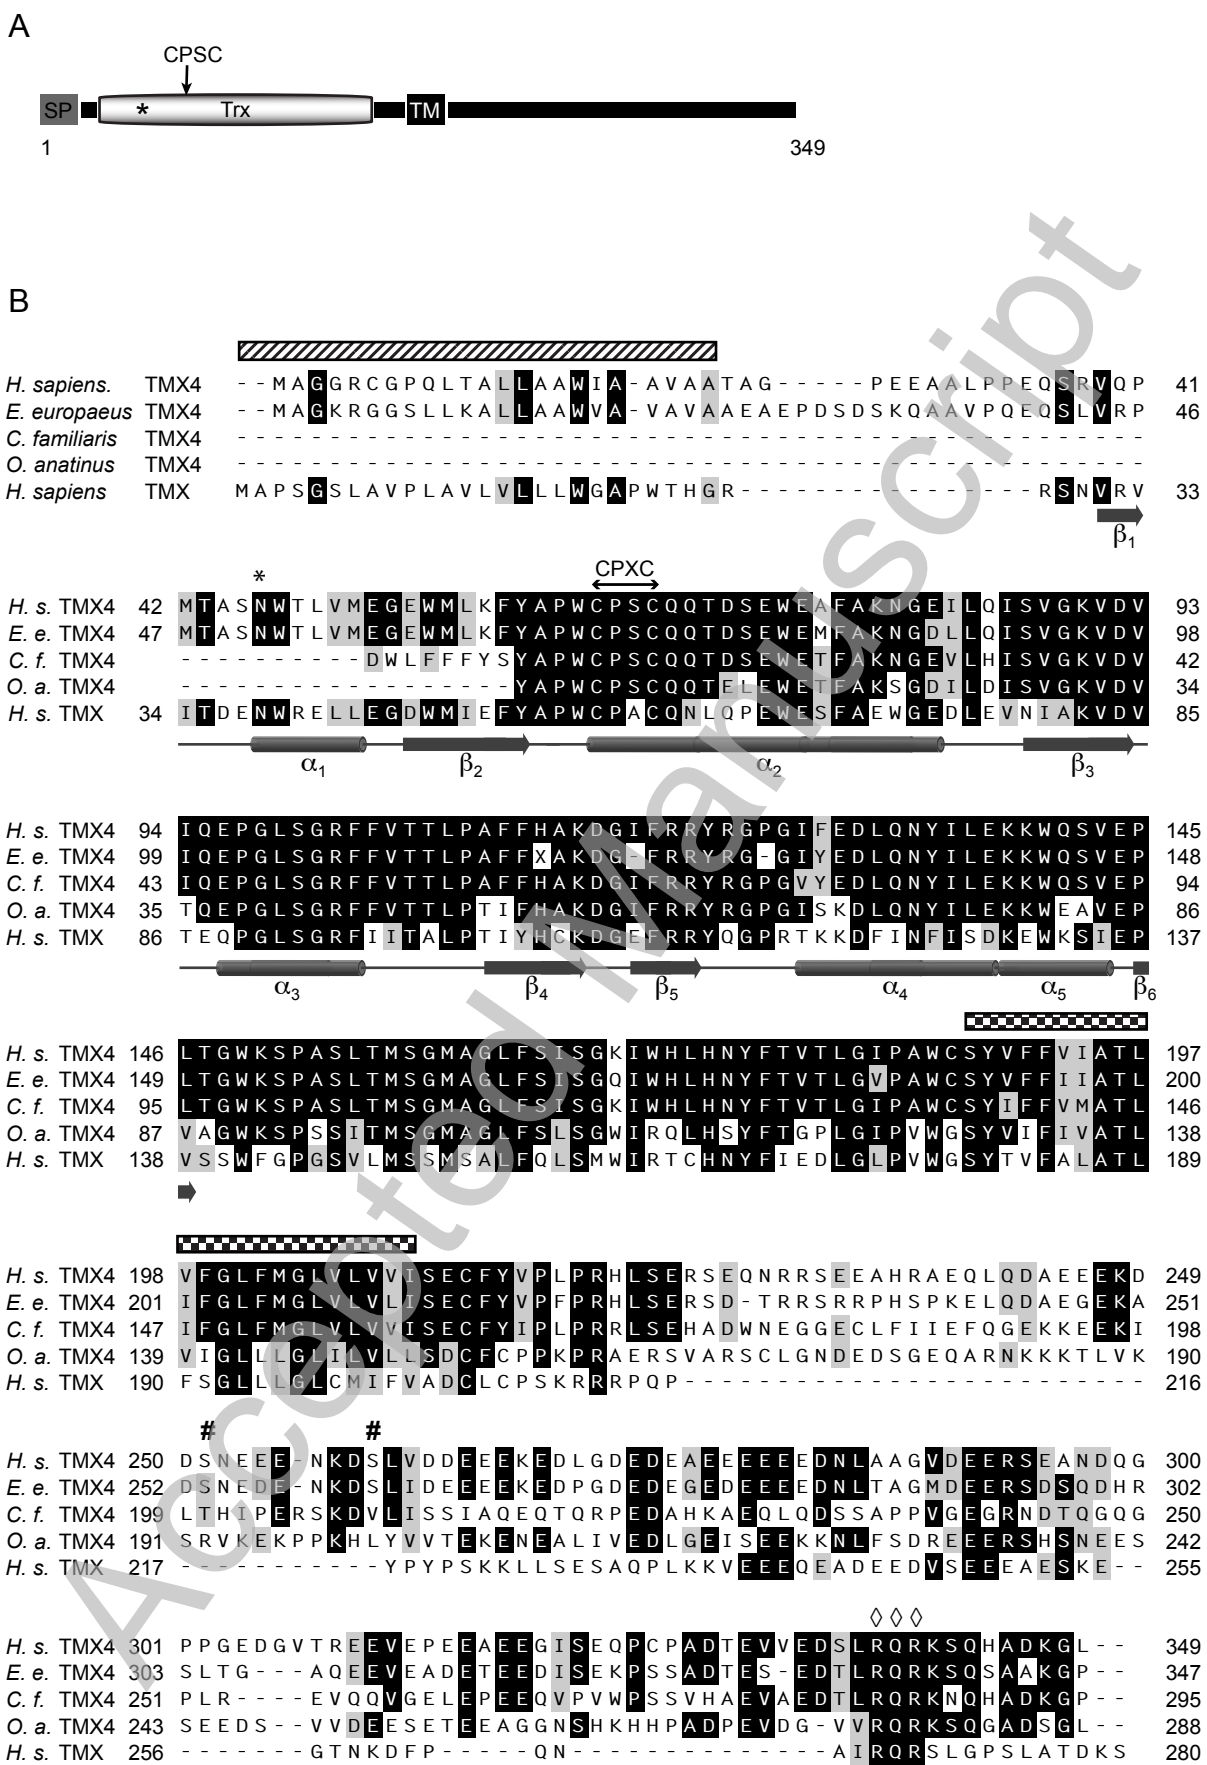 A
CPSC
SP * Trx TM
1 349
B
H. sapiens. TMX4 --MAGGRCGPQLTALLAAWIA-AVAATAG-----PEEAALPPEQSRVQP 41
E. europaeus TMX4 --MAGKRGGSLLKALLAAWVA-VAVAAEAEPDSDSKQAAVPQEQSLVRP 46
C. familiaris TMX4 --------------------------------------------------
O. anatinus TMX4 --------------------------------------------------
H. sapiens TMX MAPSGSLAVPLAVLVLLLWGAPWTHGR----------------RSNVRV 33
β1
* CPXC
H. s. TMX4 42 MTASNWTLVMEGEWMLKFYAPWCPSCQQTDSEWEAFAKNGEILQISVGKVDV 93
E. e. TMX4 47 MTASNWTLVMEGEWMLKFYAPWCPSCQQTDSEWEMFAKNGDLLQISVGKVDV 98
C. f. TMX4 ----------DWLFFFYSYAPWCPSCQQTDSEWETFAKNGEVLHISVGKVDV 42
O. a. TMX4 ------------------YAPWCPSCQQTELEWETFAKSGDILDISVGKVDV 34
H. s. TMX 34 ITDENWRELLEGDWMIEFYAPWCPACQNLQPEWESFAEWGEDLEVNIAKVDV 85
α1 β2 α2 β3
H. s. TMX4 94 IQEPGLSGRFFVTTLPAFFHAKDGIFRRYRGPGIFEDLQNYILEKKWQSVEP 145
E. e. TMX4 99 IQEPGLSGRFFVTTLPAFFXAKDG-FRRYRG-GIYEDLQNYILEKKWQSVEP 148
C. f. TMX4 43 IQEPGLSGRFFVTTLPAFFHAKDGIFRRYRGPGVYEDLQNYILEKKWQSVEP 94
O. a. TMX4 35 TQEPGLSGRFFVTTLPTIFHAKDGIFRRYRGPGISKDLQNYILEKKWEAVEP 86
H. s. TMX 86 TEQPGLSGRFIITALPTIYHCKDGEFRRYQGPRTKKDFINFISDKEWKSIEP 137
α3 β4 β5 α4 α5 β6
H. s. TMX4 146 LTGWKSPASLTMSGMAGLFSISGKIWHLHNYFTVTLGIPAWCSYVFFVIATL 197
E. e. TMX4 149 LTGWKSPASLTMSGMAGLFSISGQIWHLHNYFTVTLGVPAWCSYVFFIIATL 200
C. f. TMX4 95 LTGWKSPASLTMSGMAGLFSISGKIWHLHNYFTVTLGIPAWCSYIFFVMATL 146
O. a. TMX4 87 VAGWKSPSSITMSGMAGLFSLSGWIRQLHSYFTGPLGIPVWGSYVIFIVATL 138
H. s. TMX 138 VSSWFGPGSVLMSSMSALFQLSMWIRTCHNYFIEDLGLPVWGSYTVFALATL 189
H. s. TMX4 198 VFGLFMGLVLVVISECFYVPLPRHLSERSEQNRRSEEAHRAEQLQDAEEEKD 249
E. e. TMX4 201 IFGLFMGLVLVLISECFYVPFPRHLSERSD-TRRSRRPHSPKELQDAEGEKA 251
C. f. TMX4 147 IFGLFMGLVLVVISECFYIPLPRRLSEHADWNEGGECLFIIEFQGEKKEEKI 198
O. a. TMX4 139 VIGLLLGLILVLLSDCFCPPKPRAERSVARSCLGNDEDSGEQARNKKKTLVK 190
H. s. TMX 190 FSGLLLGLCMIFVADCLCPSKRRRPQP------------------------- 216
# #
H. s. TMX4 250 DSNEEE-NKDSLVDDEEEKEDLGDEDEAEEEEEEDNLAAGVDEERSEANDQG 300
E. e. TMX4 252 DSNEDE-NKDSLIDEEEEKEDPGDEDEGEDEEEEDNLTAGMDEERSDSQDHR 302
C. f. TMX4 199 LTHIPERSKDVLISSIAQEQTQRPEDAHKAEQLQDSSAPPVGEGRNDTQGQG 250
O. a. TMX4 191 SRVKEKPPKHLYVVTEKENEALIVEDLGEISEEKKNLFSDREEERSHSNEES 242
H. s. TMX 217 -----------YPYPSKKLLSESAQPLKKVEEEQEADEEDVSEEEAESKE-- 255
◊ ◊ ◊
H. s. TMX4 301 PPGEDGVTREEVEPEEAEEGISEQPCPADTEVVEDSLRQRKSQHADKGL-- 349
E. e. TMX4 303 SLTG---AQEEVEADETEEDISEKPSSADTES-EDTLRQRKSQSAAKGP-- 347
C. f. TMX4 251 PLR----EVQQVGELEPEEQVPVWPSSVHAEVAEDTLRQRKNQHADKGP-- 295
O. a. TMX4 243 SEEDS--VVDEESETEEAGGNSHKHHPADPEVDG-VVRQRKSQGADSGL-- 288
H. s. TMX 256 -------GTNKDFP-----QN--------------AIRQRSLGPSLATDKS 280
Accepted Manuscript